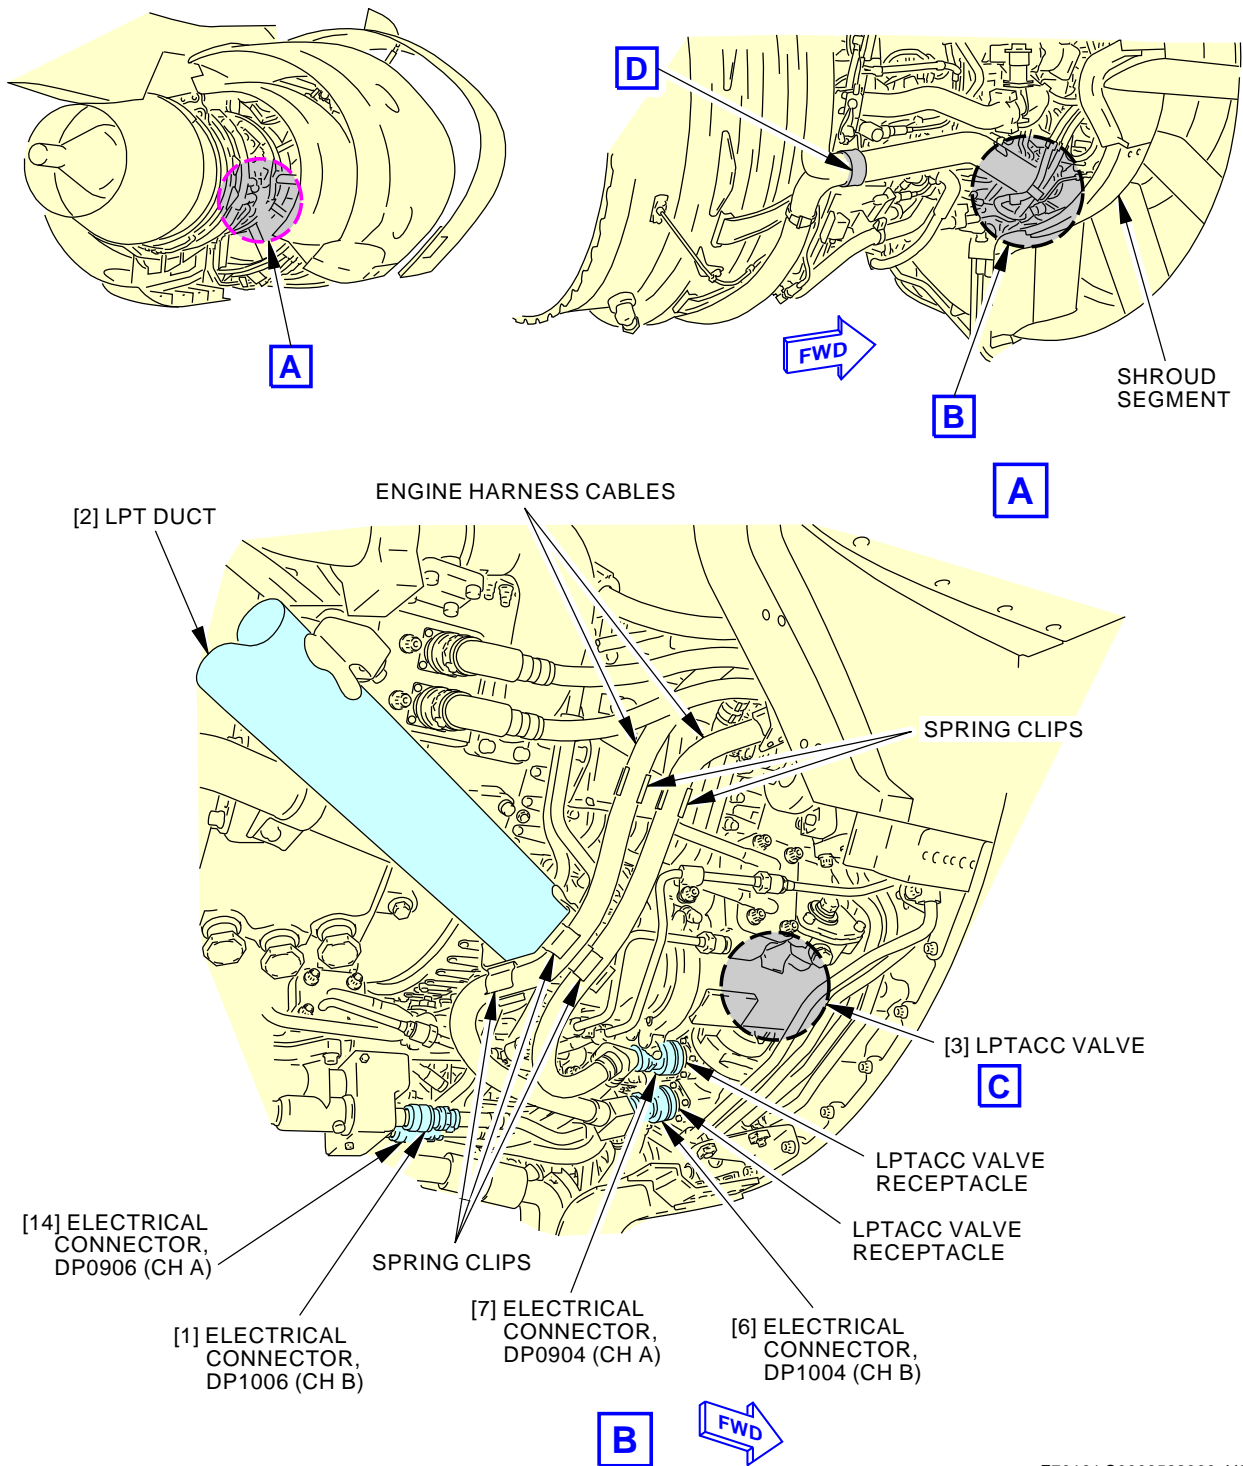 D
A
FWD
B
SHROUD
SEGMENT
A
ENGINE HARNESS CABLES
[2] LPT DUCT
SPRING CLIPS
[3] LPTACC VALVE
C
LPTACC VALVE
RECEPTACLE
LPTACC VALVE
RECEPTACLE
[14] ELECTRICAL
CONNECTOR,
DP0906 (CH A)
SPRING CLIPS
[7] ELECTRICAL
CONNECTOR,
DP0904 (CH A)
[6] ELECTRICAL
CONNECTOR,
DP1004 (CH B)
[1] ELECTRICAL
CONNECTOR,
DP1006 (CH B)
B
FWD